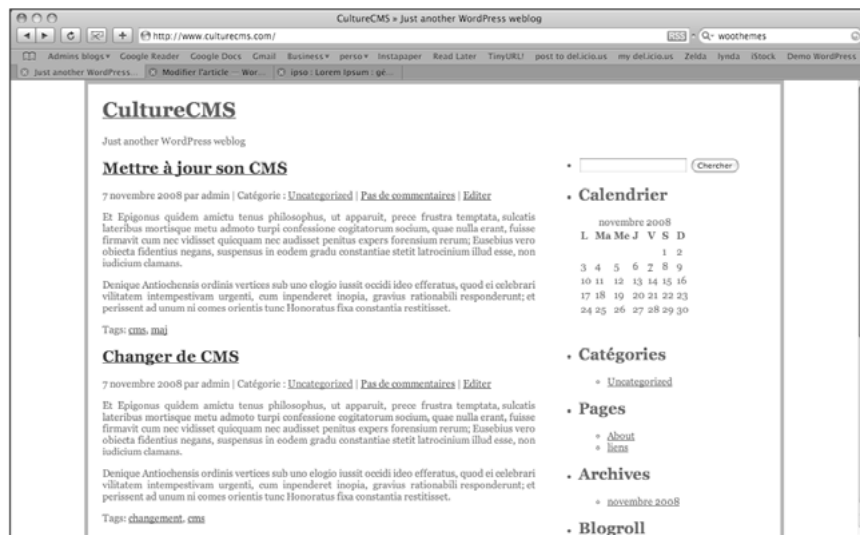 CultureCMS » Just another WordPress weblog
http://www.culturecms.com/
RSS
woothemes
Admins blogs Google Reader Google Docs Gmail Business perso Instapaper Read Later TinyURL! post to del.icio.us my del.icio.us Zelda lynda iStock Demo WordPress
Just another WordPress... Modifier l'article — Wor... ipso : Lorem Ipsum : gé...
CultureCMS
Just another WordPress weblog
Mettre à jour son CMS
7 novembre 2008 par admin | Catégorie : Uncategorized | Pas de commentaires | Editer
Et Epigonus quidem amictu tenus philosophus, ut apparuit, prece frustra temptata, sulcatis
lateribus mortisque metu admoto turpi confessione cogitatorum socium, quae nulla erant, fuisse
firmavit cum nec vidisset quicquam nec audisset penitus expers forensium rerum; Eusebius vero
obiecta fidentius negans, suspensus in eodem gradu constantiae stetit latrocinium illud esse, non
iudicium clamans.
Denique Antiochensis ordinis vertices sub uno elogio iussit occidi ideo efferatus, quod ei celebrari
vilitatem intempestivam urgenti, cum inpenderet inopia, gravius rationabili responderunt; et
perissent ad unum ni comes orientis tunc Honoratus fixa constantia restitisset.
Tags: cms, maj
Changer de CMS
7 novembre 2008 par admin | Catégorie : Uncategorized | Pas de commentaires | Editer
Et Epigonus quidem amictu tenus philosophus, ut apparuit, prece frustra temptata, sulcatis
lateribus mortisque metu admoto turpi confessione cogitatorum socium, quae nulla erant, fuisse
firmavit cum nec vidisset quicquam nec audisset penitus expers forensium rerum; Eusebius vero
obiecta fidentius negans, suspensus in eodem gradu constantiae stetit latrocinium illud esse, non
iudicium clamans.
Denique Antiochensis ordinis vertices sub uno elogio iussit occidi ideo efferatus, quod ei celebrari
vilitatem intempestivam urgenti, cum inpenderet inopia, gravius rationabili responderunt; et
perissent ad unum ni comes orientis tunc Honoratus fixa constantia restitisset.
Tags: changement, cms
Chercher
Calendrier
novembre 2008
L Ma Me J V S D
1 2
3 4 5 6 7 8 9
10 11 12 13 14 15 16
17 18 19 20 21 22 23
24 25 26 27 28 29 30
Catégories
Uncategorized
Pages
About
liens
Archives
novembre 2008
Blogroll